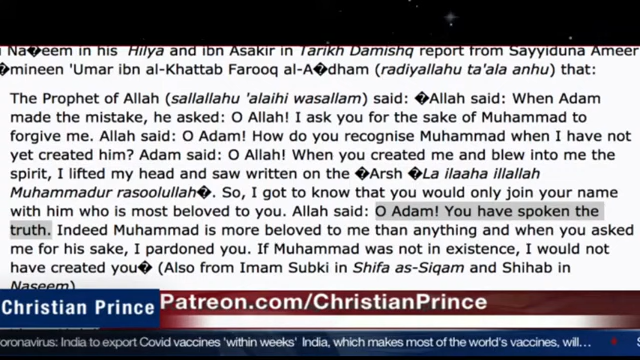 Na�eem in his Hilya and ibn Asakir in Tarikh Damishq report from Sayyiduna Ameer
mineen 'Umar ibn al-Khattab Farooq al-A�dham (radiyallahu ta'ala anhu) that:
The Prophet of Allah (sallallahu 'alaihi wasallam) said: �Allah said: When Adam
made the mistake, he asked: O Allah! I ask you for the sake of Muhammad to
forgive me. Allah said: O Adam! How do you recognise Muhammad when I have not
yet created him? Adam said: O Allah! When you created me and blew into me the
spirit, I lifted my head and saw written on the �Arsh �La ilaaha illallah
Muhammadur rasoolullah�. So, I got to know that you would only join your name
with him who is most beloved to you. Allah said: O Adam! You have spoken the
truth. Indeed Muhammad is more beloved to me than anything and when you asked
me for his sake, I pardoned you. If Muhammad was not in existence, I would not
have created you� (Also from Imam Subki in Shifa as-Siqam and Shihab in
Naseem)
Christian Prince
Patreon.com/ChristianPrince
oronavirus: India to export Covid vaccines 'within weeks' India, which makes most of the world's vaccines, will...